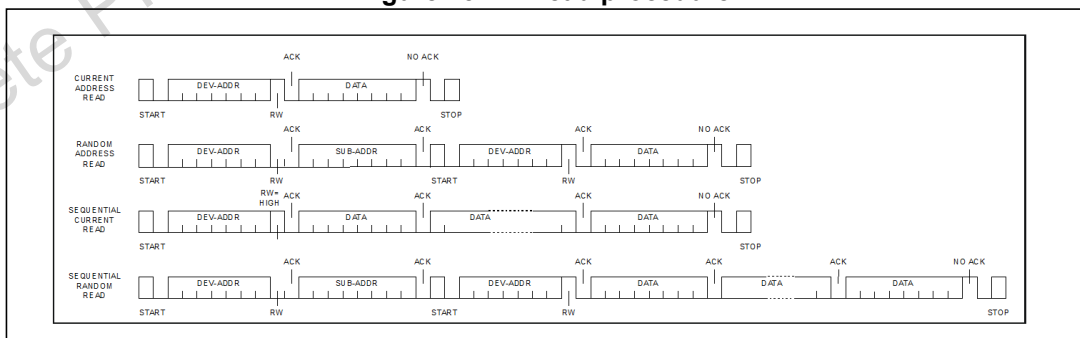 ete
ACK NO ACK
CURRENT
ADDRESS
READ
DEV-ADDR DATA
START RW STOP
ACK ACK ACK NO ACK
RANDOM
ADDRESS
READ
DEV-ADDR SUB-ADDR DEV-ADDR DATA
START RW START RW STOP
RW=
HIGH
ACK ACK ACK NO ACK
SEQUENTIAL
CURRENT
READ
DEV-ADDR DATA DATA DATA
START STOP
ACK ACK ACK ACK ACK NO ACK
SEQUENTIAL
RANDOM
READ
DEV-ADDR SUB-ADDR DEV-ADDR DATA DATA DATA
START RW START RW STOP